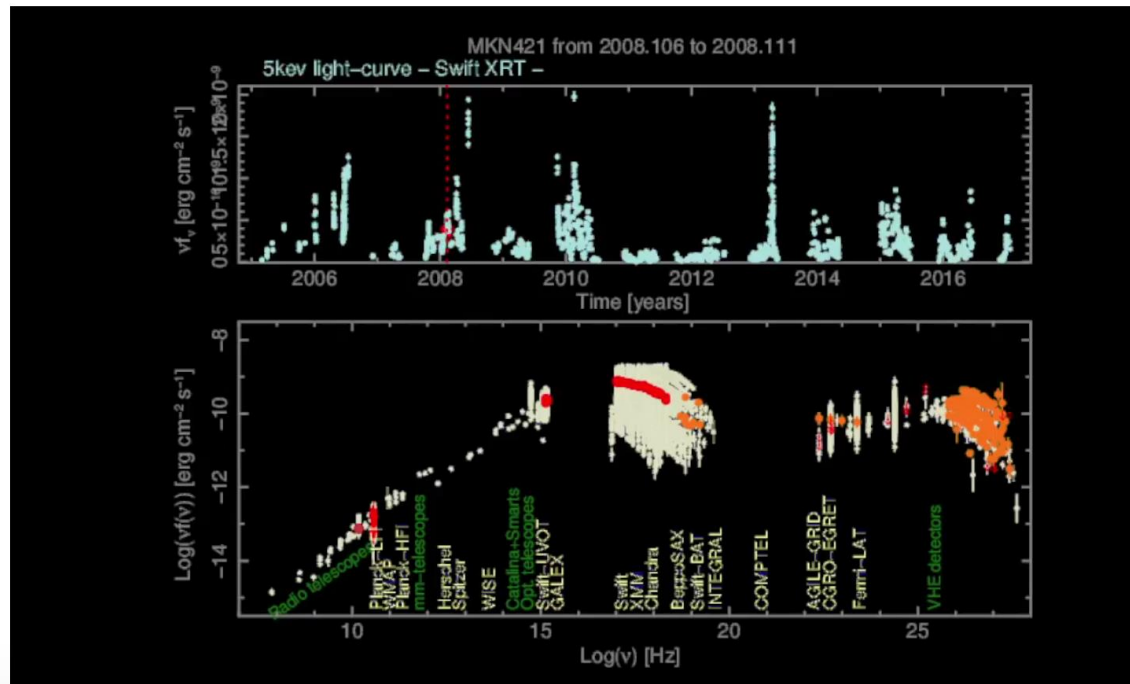 MKN421 from 2008.106 to 2008.111
5kev light-curve - Swift XRT -
νfν [erg cm⁻² s⁻¹]
2006 2008 2010 2012 2014 2016
Time [years]
Log(νf(ν)) [erg cm⁻² s⁻¹]
-8
-10
-12
-14
Radio telescopes
WMAP
Planck-HFI
mm-telescopes
Herschel
Spitzer
WISE
Catalina+Smarts
Opt. telescopes
Swift-UVOT
GALEX
Swift
XMM
Chandra
BeppoSAX
Swift-BAT
INTEGRAL
COMPTEL
AGILE-GRID
CGRO-EGRET
Fermi-LAT
VHE detectors
10 15 20 25
Log(ν) [Hz]